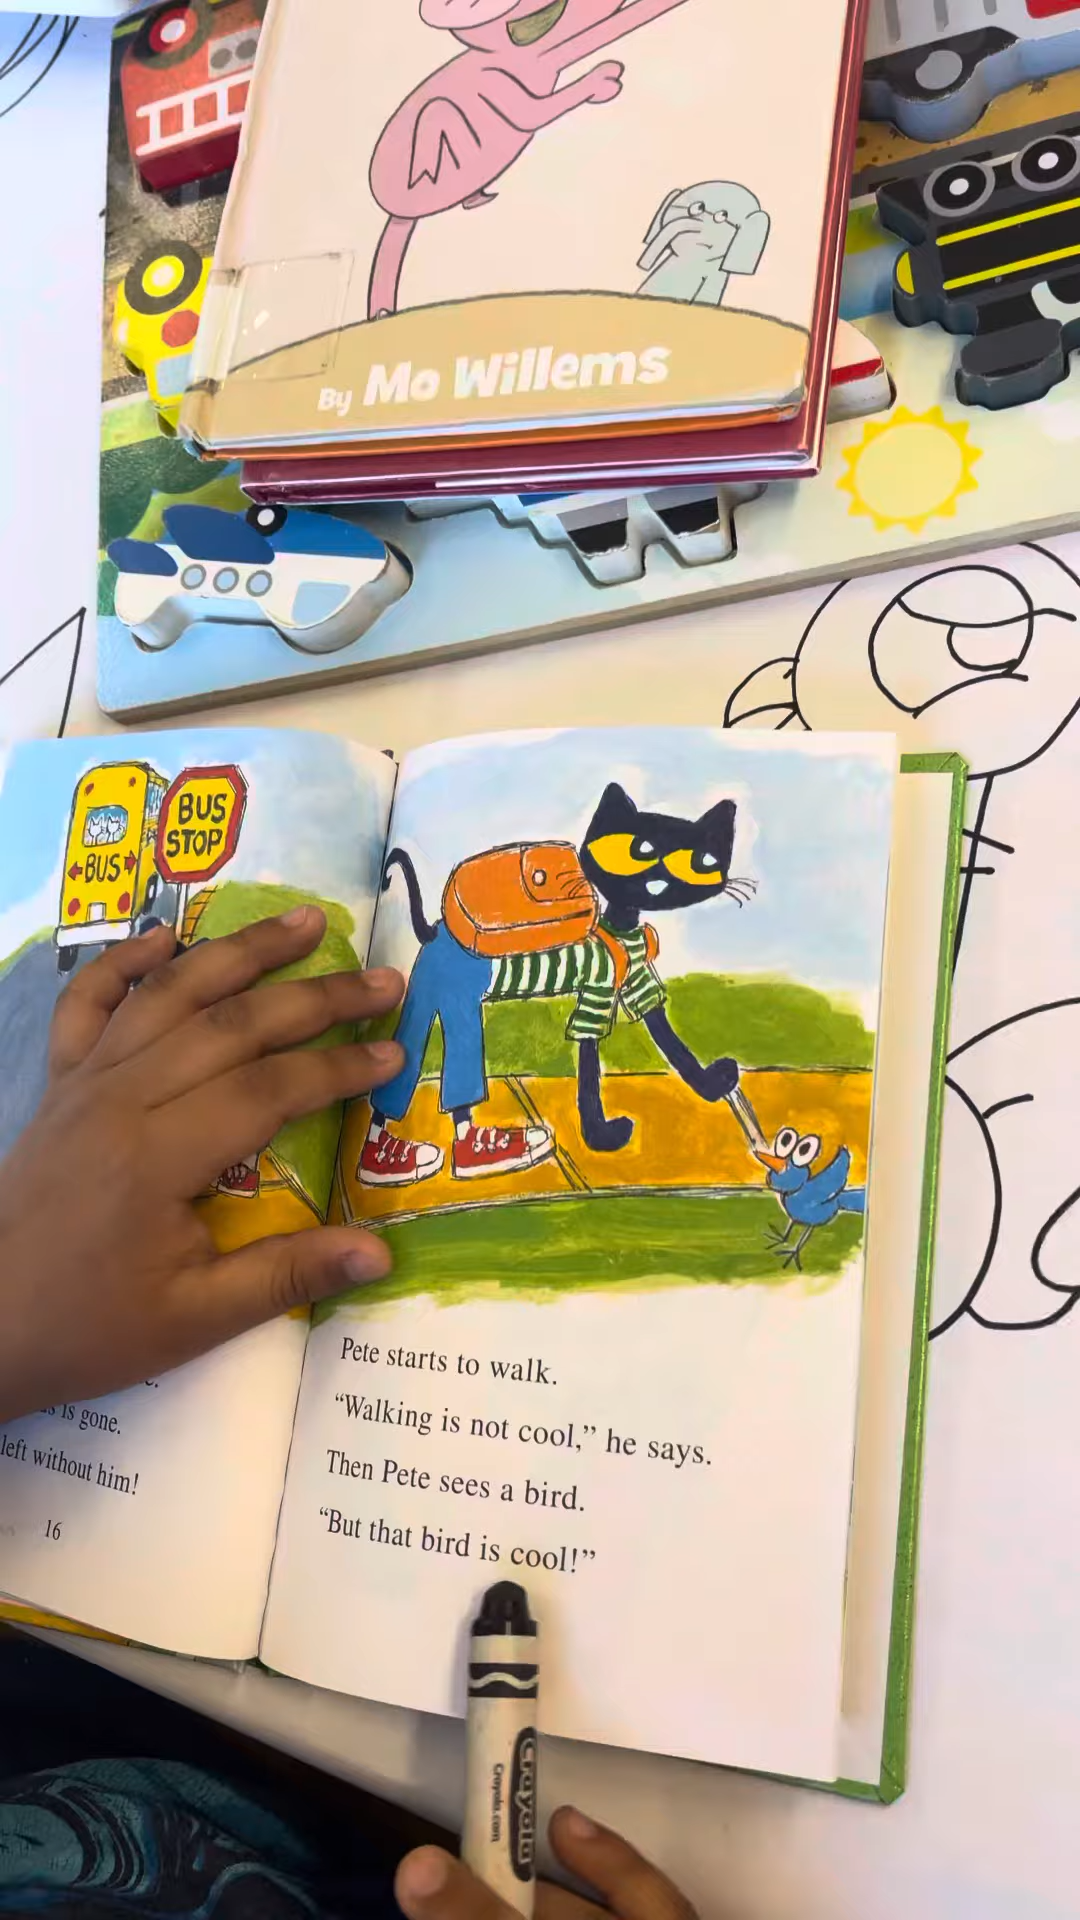 By Mo Willems
BUS
STOP
BUS
is gone.
left without him!
16
Pete starts to walk.
“Walking is not cool,” he says.
Then Pete sees a bird.
“But that bird is cool!”
Crayola
Crayola.com